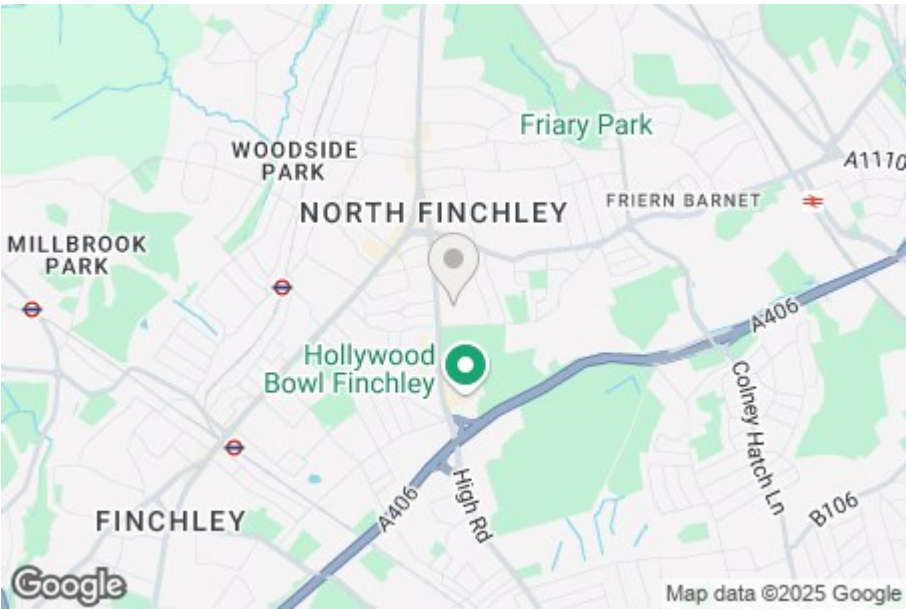 Friary Park
WOODSIDE
PARK
A1110
FRIERN BARNET
NORTH FINCHLEY
MILLBROOK
PARK
A406
Hollywood
Bowl Finchley
Colney Hatch Ln
High Rd
A406
B106
FINCHLEY
Google
Map data ©2025 Google